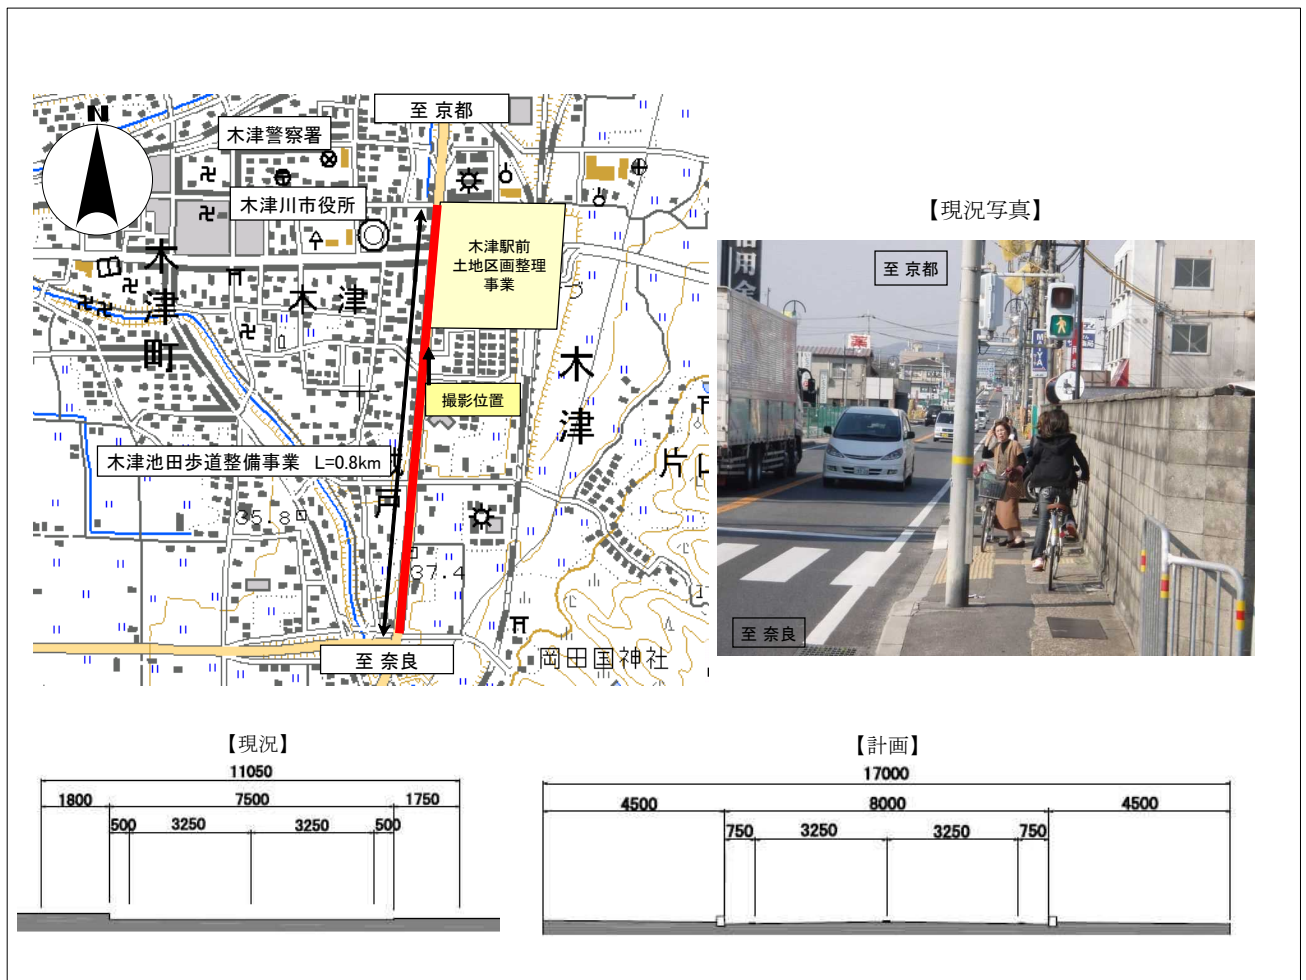 N
至 京都
木津警察署
木津川市役所
木津駅前
土地区画整理
事業
木津町
木津
木津
撮影位置
木津池田歩道整備事業 L=0.8km
戸
片
35.8
37.4
至 奈良
岡田国神社
【現況写真】
至 京都
薬
至 奈良
【現況】
11050
1800 7500 1750
500 3250 3250 500
【計画】
17000
4500 8000 4500
750 3250 3250 750